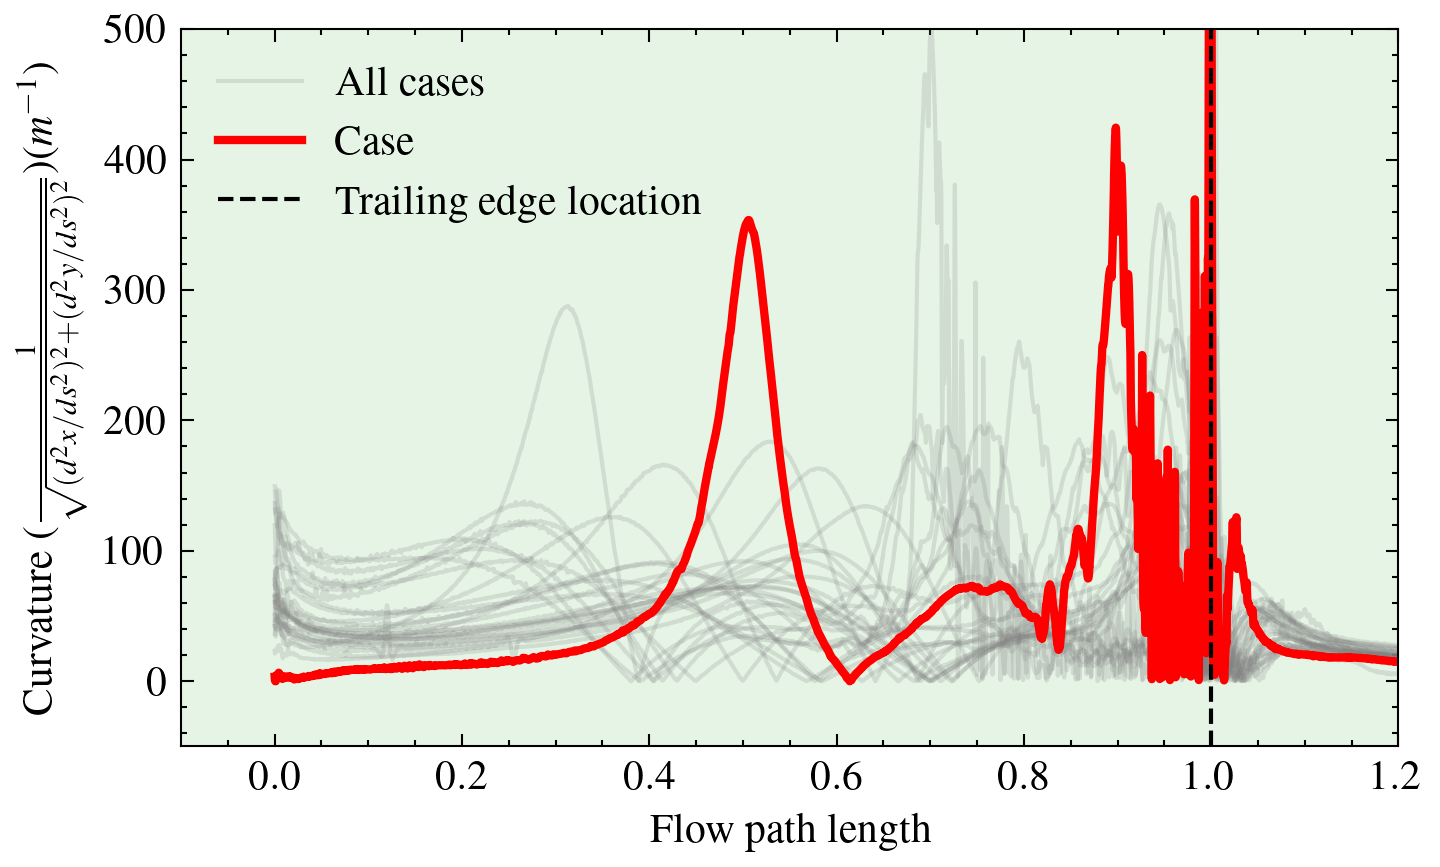 500
400
300
200
100
0
Curvature ( 1 / √((d²x/ds²)²+(d²y/ds²)²) )(m⁻¹)
All cases
Case
Trailing edge location
0.0 0.2 0.4 0.6 0.8 1.0 1.2
Flow path length